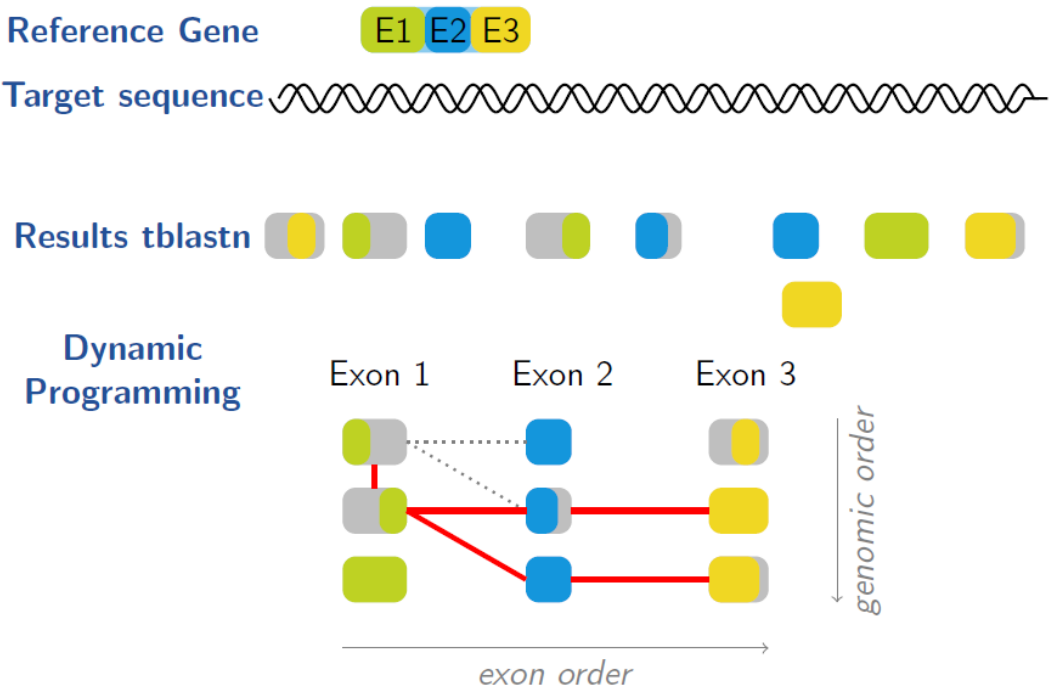 Reference Gene
E1 E2 E3
Target sequence
Results tblastn
Dynamic
Programming
Exon 1
Exon 2
Exon 3
genomic order
exon order